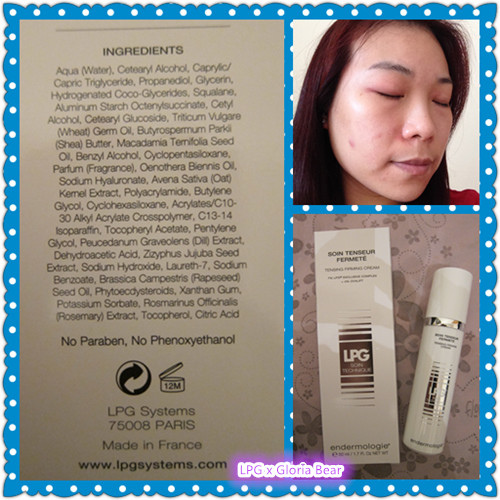 INGREDIENTS
Aqua (Water), Cetearyl Alcohol, Caprylic/
Capric Triglyceride, Propanediol, Glycerin,
Hydrogenated Coco-Glycerides, Squalane,
Aluminum Starch Octenylsuccinate, Cetyl
Alcohol, Cetearyl Glucoside, Triticum Vulgare
(Wheat) Germ Oil, Butyrospermum Parkii
(Shea) Butter, Macadamia Ternifolia Seed
Oil, Benzyl Alcohol, Cyclopentasiloxane,
Parfum (Fragrance), Oenothera Biennis Oil,
Sodium Hyaluronate, Avena Sativa (Oat)
Kernel Extract, Polyacrylamide, Butylene
Glycol, Cyclohexasiloxane, Acrylates/C10-
30 Alkyl Acrylate Crosspolymer, C13-14
Isoparaffin, Tocopheryl Acetate, Pentylene
Glycol, Peucedanum Graveolens (Dill) Extract,
Dehydroacetic Acid, Zizyphus Jujuba Seed
Extract, Sodium Hydroxide, Laureth-7, Sodium
Benzoate, Brassica Campestris (Rapeseed)
Seed Oil, Phytoecdysteroids, Xanthan Gum,
Potassium Sorbate, Rosmarinus Officinalis
(Rosemary) Extract, Tocopherol, Citric Acid
No Paraben, No Phenoxyethanol
12M
LPG Systems
75008 PARIS
Made in France
www.lpgsystems.com
SOIN TENSEUR
FERMETÉ
TENSING FIRMING CREAM
LPG
SOIN
TECHNIQUE
endermologie
SOIN TENSEUR
FERMETÉ
LPG x Gloria Bear